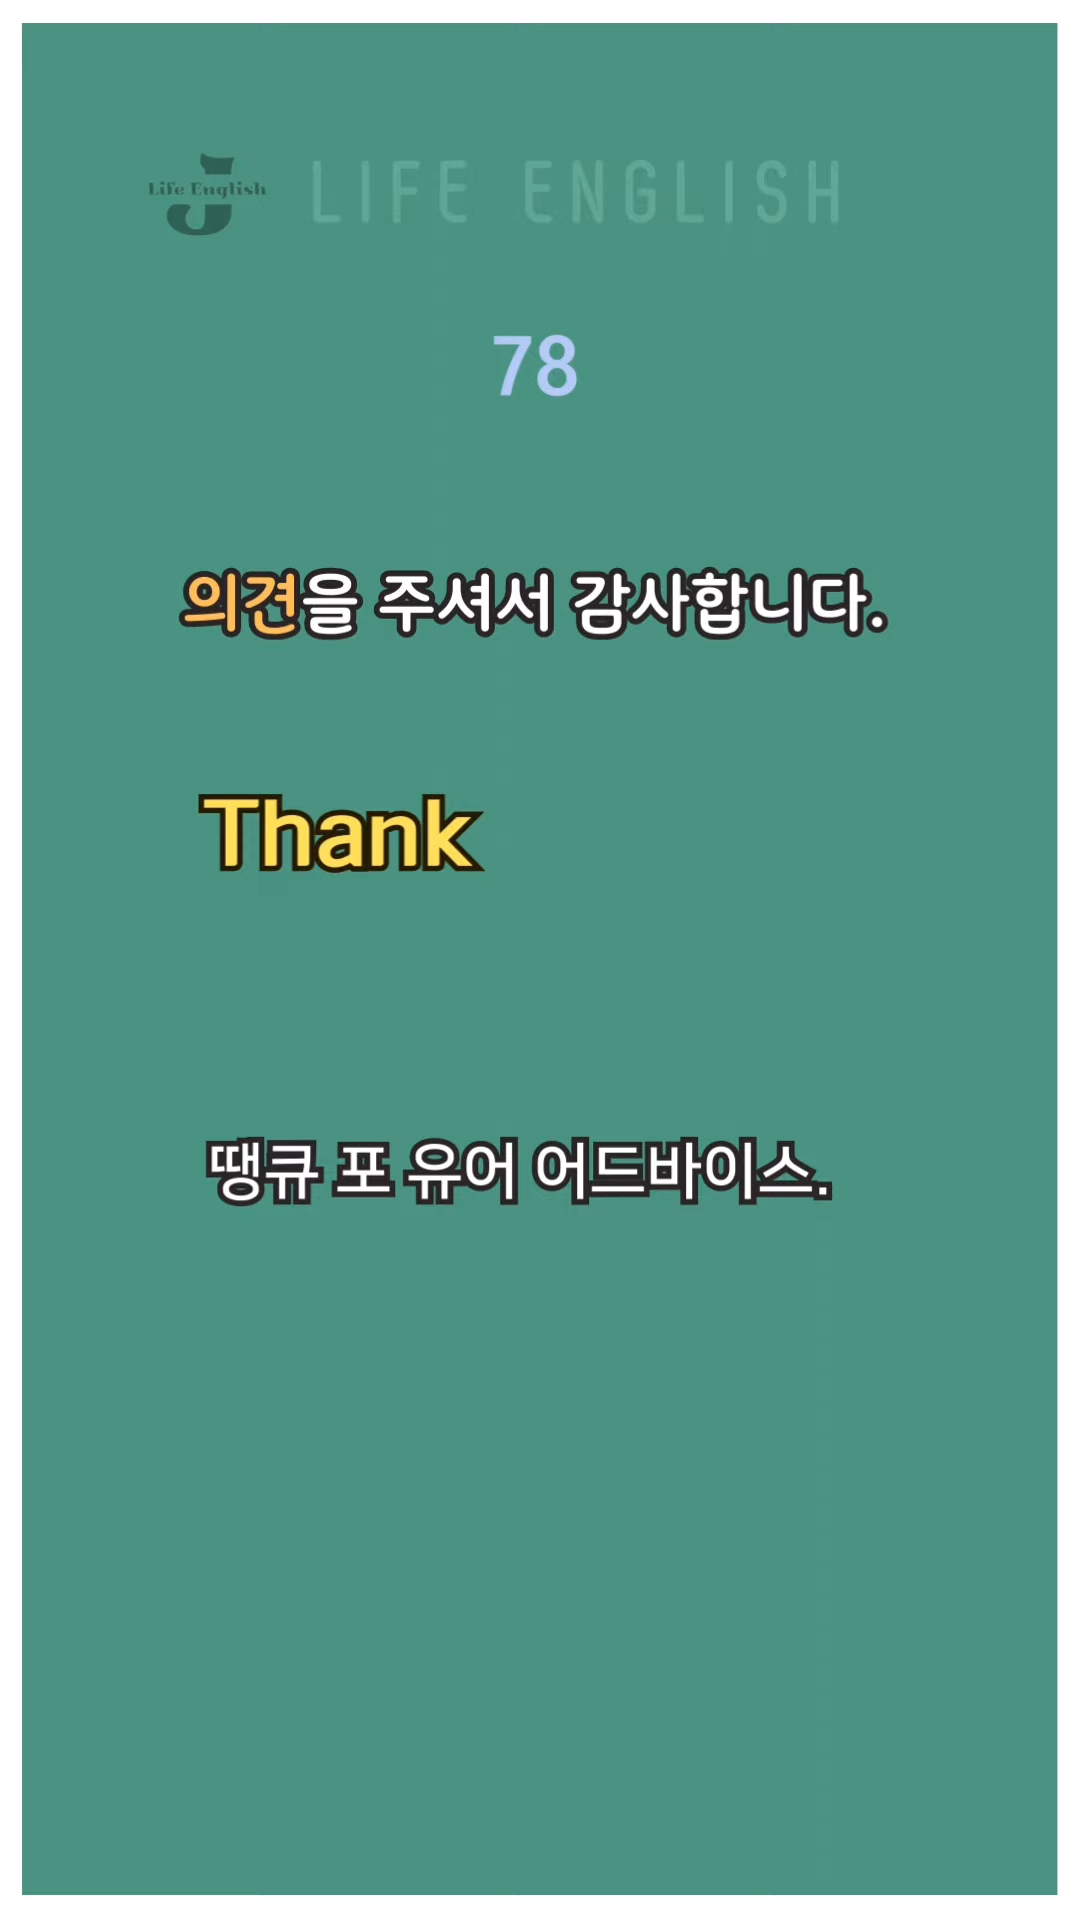 Life English
J
LIFE ENGLISH
78
의견을 주셔서 감사합니다.
Thank
땡큐 포 유어 어드바이스.